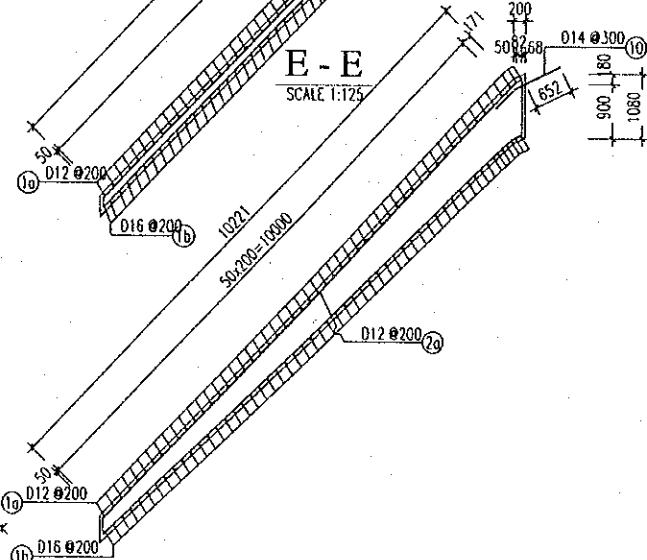 200
171
82
50 68
D14 @300 10
180
E - E
SCALE 1:125
652
900
1080
50
1a D12 @200
D16 @200 1b
10221
50x200=10000
D12 @200 2a
50
1a D12 @200
1b D16 @200